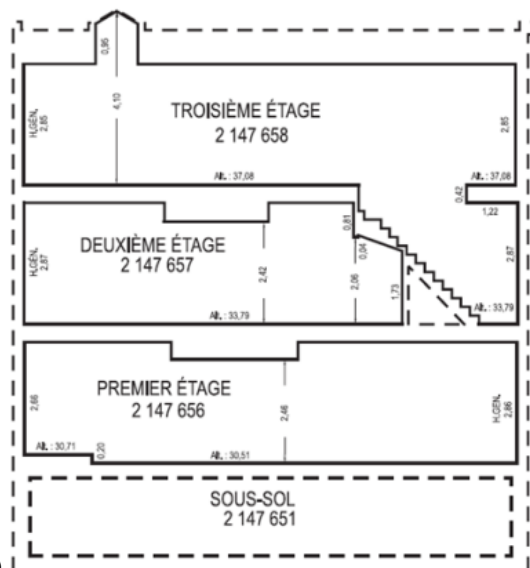 0,95
4,10
TROISIÈME ÉTAGE
2 147 658
H.GÉN.
2,85
2,85
Alt. : 37,08
Alt. : 37,08
0,42
1,22
0,81
0,04
DEUXIÈME ÉTAGE
2 147 657
H.GÉN.
2,87
2,42
2,06
1,73
2,87
Alt. : 33,79
Alt. : 33,79
PREMIER ÉTAGE
2 147 656
2,66
2,46
H.GÉN.
2,86
Alt. : 30,71
0,20
Alt. : 30,51
SOUS-SOL
2 147 651